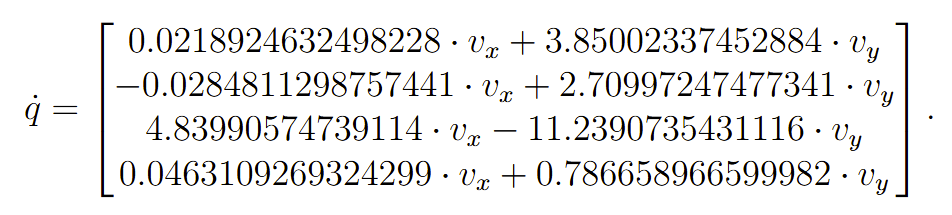 q̇ = [ 0.0218924632498228 · v_x + 3.85002337452884 · v_y
−0.0284811298757441 · v_x + 2.70997247477341 · v_y
4.83990574739114 · v_x − 11.2390735431116 · v_y
0.0463109269324299 · v_x + 0.786658966599982 · v_y ] .